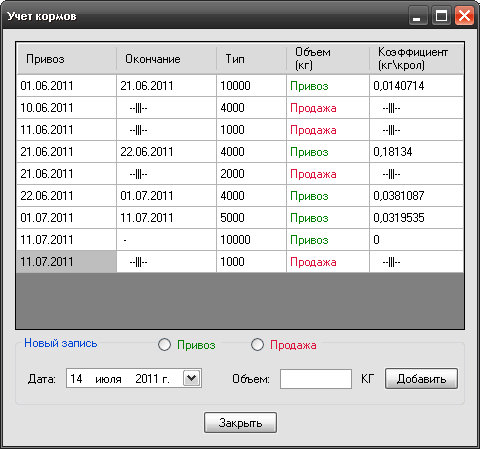 Учет кормов
Привоз Окончание Тип Объем (кг) Коэффициент (кг\крол)
01.06.2011 21.06.2011 10000 Привоз 0,0140714
10.06.2011 --|||-- 4000 Продажа --|||--
11.06.2011 --|||-- 1000 Продажа --|||--
21.06.2011 22.06.2011 4000 Привоз 0,18134
21.06.2011 --|||-- 2000 Продажа --|||--
22.06.2011 01.07.2011 4000 Привоз 0,0381087
01.07.2011 11.07.2011 5000 Привоз 0,0319535
11.07.2011 - 10000 Привоз 0
11.07.2011 --|||-- 1000 Продажа --|||--
Новый запись Привоз Продажа
Дата: 14 июля 2011 г. Объем: КГ Добавить
Закрыть